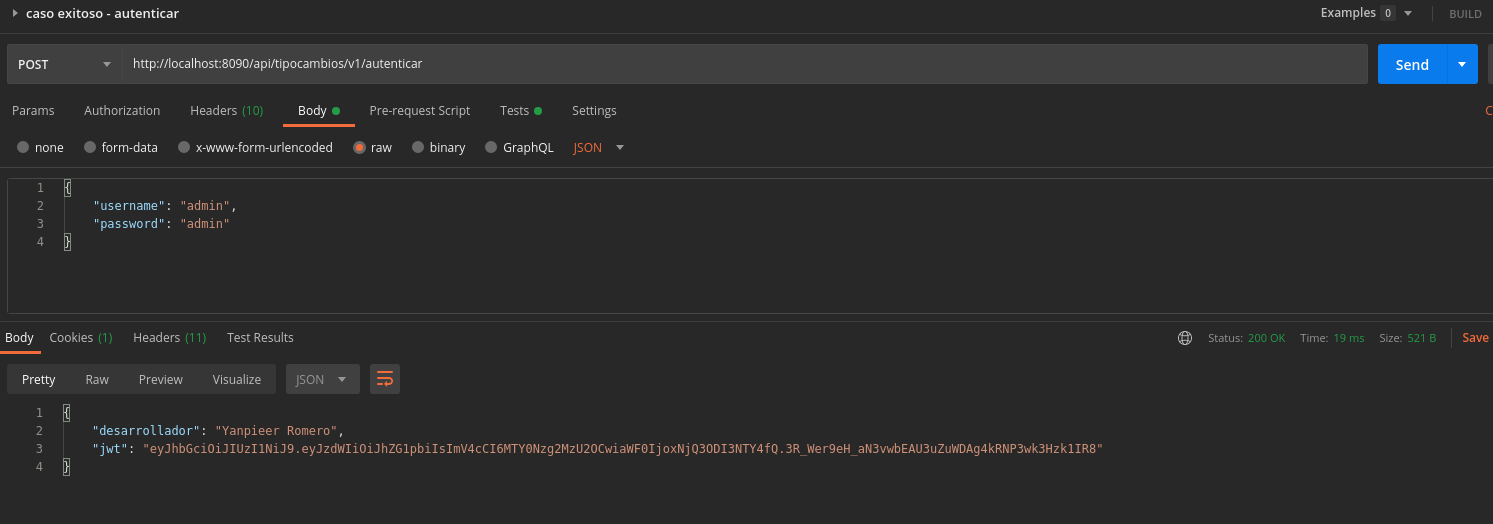 caso exitoso - autenticar
Examples 0 BUILD
POST http://localhost:8090/api/tipocambios/v1/autenticar Send
Params Authorization Headers (10) Body Pre-request Script Tests Settings
none form-data x-www-form-urlencoded raw binary GraphQL JSON
1 {
2 "username": "admin",
3 "password": "admin"
4 }
Body Cookies (1) Headers (11) Test Results Status: 200 OK Time: 19 ms Size: 521 B Save
Pretty Raw Preview Visualize JSON
1 {
2 "desarrollador": "Yanpieer Romero",
3 "jwt": "eyJhbGciOiJIUzI1NiJ9.eyJzdWIiOiJhZG1pbiIsImV4cCI6MTY0Nzg2MzU2OCwiaWF0IjoxNjQ3ODI3NTY4fQ.3R_Wer9eH_aN3vwbEAU3uZuWDAg4kRNP3wk3Hzk1IR8"
4 }